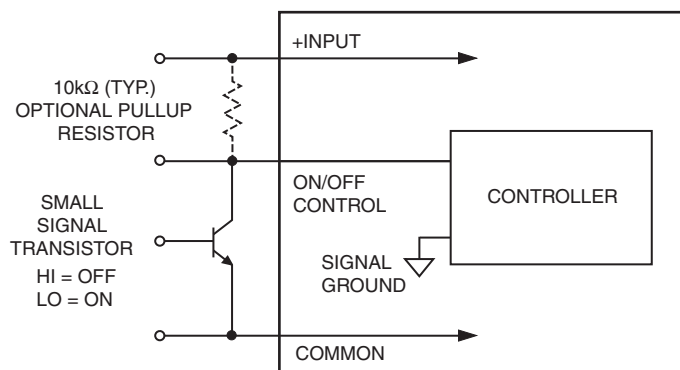 +INPUT
10kΩ (TYP.)
OPTIONAL PULLUP
RESISTOR
ON/OFF
CONTROL
CONTROLLER
SMALL
SIGNAL
TRANSISTOR
HI = OFF
LO = ON
SIGNAL
GROUND
COMMON